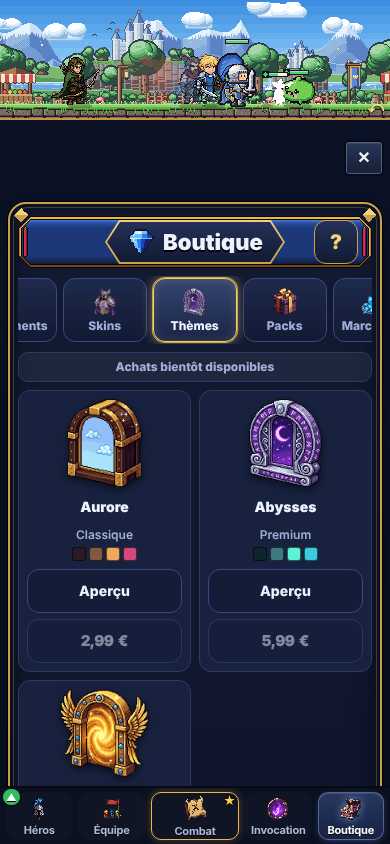 ×
Boutique
?
nents
Skins
Thèmes
Packs
Marc
Achats bientôt disponibles
Aurore
Abysses
Classique
Premium
Aperçu
Aperçu
2,99 €
5,99 €
Héros
Équipe
Combat
Invocation
Boutique